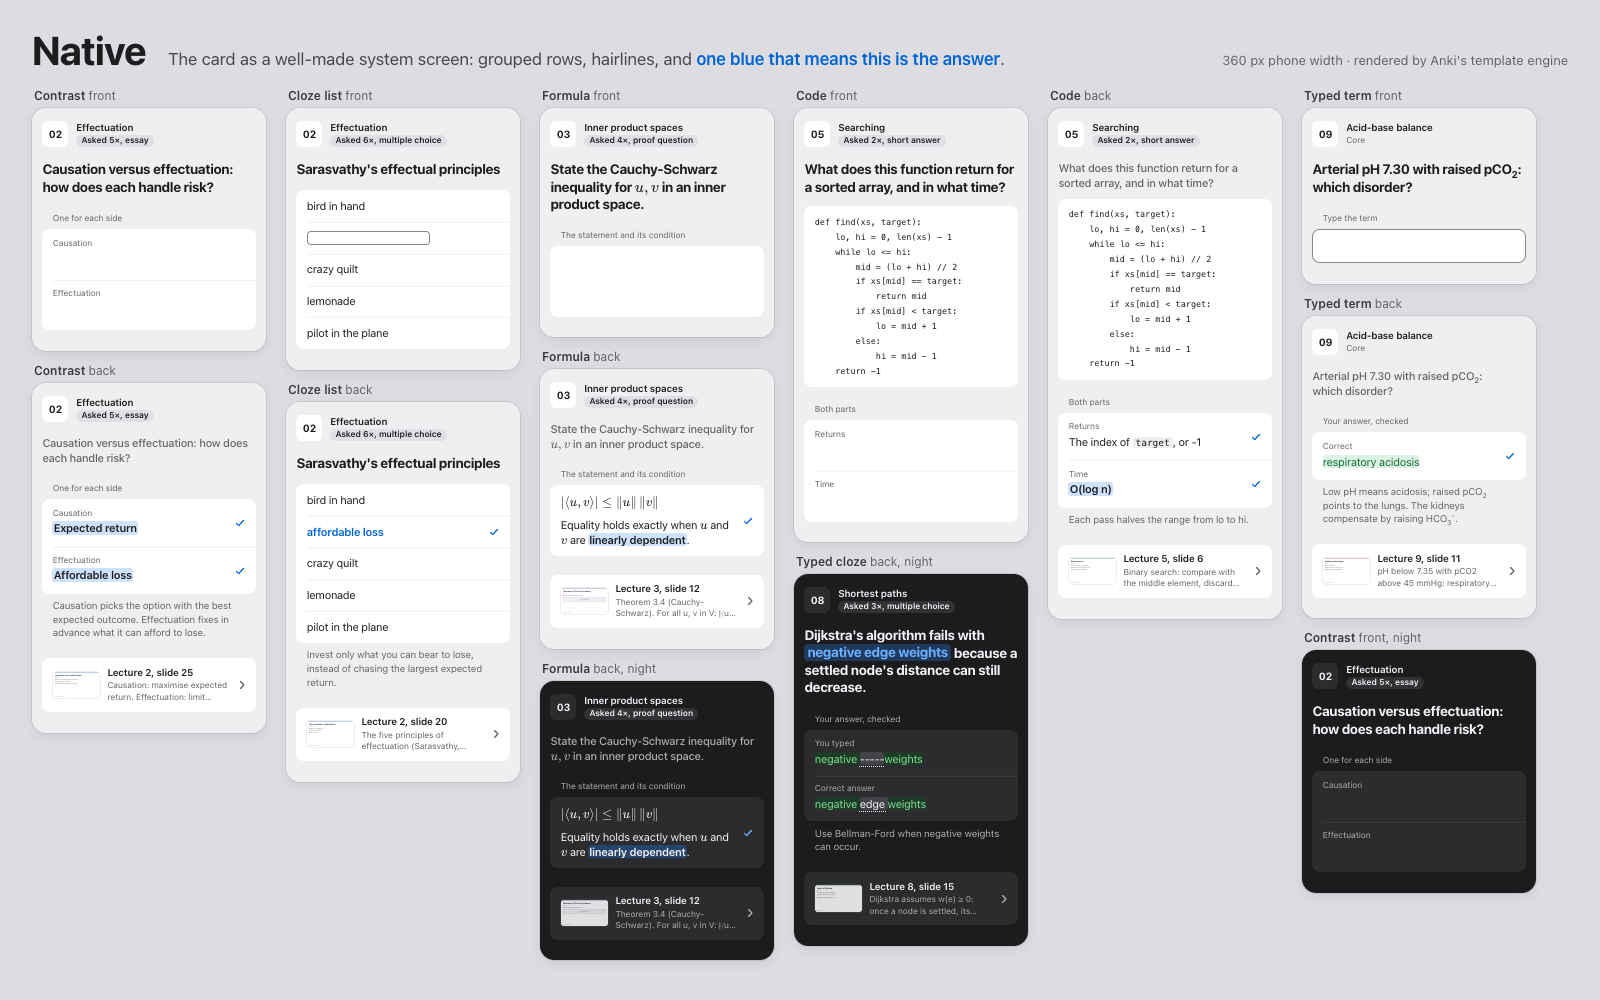 Native
The card as a well-made system screen: grouped rows, hairlines, and one blue that means this is the answer.
360 px phone width · rendered by Anki's template engine
Contrast front
02
Effectuation
Asked 5×, essay
Causation versus effectuation:
how does each handle risk?
One for each side
Causation
Effectuation
Contrast back
02
Effectuation
Asked 5×, essay
Causation versus effectuation: how does
each handle risk?
One for each side
Causation
Expected return
Effectuation
Affordable loss
Causation picks the option with the best
expected outcome. Effectuation fixes in
advance what it can afford to lose.
Lecture 2, slide 25
Causation: maximise expected
return. Effectuation: limit...
Cloze list front
02
Effectuation
Asked 6×, multiple choice
Sarasvathy's effectual principles
bird in hand
crazy quilt
lemonade
pilot in the plane
Cloze list back
02
Effectuation
Asked 6×, multiple choice
Sarasvathy's effectual principles
bird in hand
affordable loss
crazy quilt
lemonade
pilot in the plane
Invest only what you can bear to lose,
instead of chasing the largest expected
return.
Lecture 2, slide 20
The five principles of
effectuation (Sarasvathy,...
Formula front
03
Inner product spaces
Asked 4×, proof question
State the Cauchy-Schwarz
inequality for u, v in an inner
product space.
The statement and its condition
Formula back
03
Inner product spaces
Asked 4×, proof question
State the Cauchy-Schwarz inequality for
u, v in an inner product space.
The statement and its condition
|⟨u, v⟩| ≤ ‖u‖ ‖v‖
Equality holds exactly when u and
v are linearly dependent.
Lecture 3, slide 12
Theorem 3.4 (Cauchy-
Schwarz). For all u, v in V: |⟨u...
Formula back, night
03
Inner product spaces
Asked 4×, proof question
State the Cauchy-Schwarz inequality for
u, v in an inner product space.
The statement and its condition
|⟨u, v⟩| ≤ ‖u‖ ‖v‖
Equality holds exactly when u and
v are linearly dependent.
Lecture 3, slide 12
Theorem 3.4 (Cauchy-
Schwarz). For all u, v in V: |⟨u...
Code front
05
Searching
Asked 2×, short answer
What does this function return for
a sorted array, and in what time?
def find(xs, target):
    lo, hi = 0, len(xs) − 1
    while lo <= hi:
        mid = (lo + hi) // 2
        if xs[mid] == target:
            return mid
        if xs[mid] < target:
            lo = mid + 1
        else:
            hi = mid − 1
    return −1
Both parts
Returns
Time
Typed cloze back, night
08
Shortest paths
Asked 3×, multiple choice
Dijkstra's algorithm fails with
negative edge weights because a
settled node's distance can still
decrease.
Your answer, checked
You typed
negative -----weights
Correct answer
negative edge weights
Use Bellman-Ford when negative weights
can occur.
Lecture 8, slide 15
Dijkstra assumes w(e) ≥ 0:
once a node is settled, its...
Code back
05
Searching
Asked 2×, short answer
What does this function return for a
sorted array, and in what time?
def find(xs, target):
    lo, hi = 0, len(xs) − 1
    while lo <= hi:
        mid = (lo + hi) // 2
        if xs[mid] == target:
            return mid
        if xs[mid] < target:
            lo = mid + 1
        else:
            hi = mid − 1
    return −1
Both parts
Returns
The index of target, or -1
Time
O(log n)
Each pass halves the range from lo to hi.
Lecture 5, slide 6
Binary search: compare with
the middle element, discard...
Typed term front
09
Acid-base balance
Core
Arterial pH 7.30 with raised pCO₂:
which disorder?
Type the term
Typed term back
09
Acid-base balance
Core
Arterial pH 7.30 with raised pCO₂:
which disorder?
Your answer, checked
Correct
respiratory acidosis
Low pH means acidosis; raised pCO₂
points to the lungs. The kidneys
compensate by raising HCO₃⁻.
Lecture 9, slide 11
pH below 7.35 with pCO2
above 45 mmHg: respiratory...
Contrast front, night
02
Effectuation
Asked 5×, essay
Causation versus effectuation:
how does each handle risk?
One for each side
Causation
Effectuation